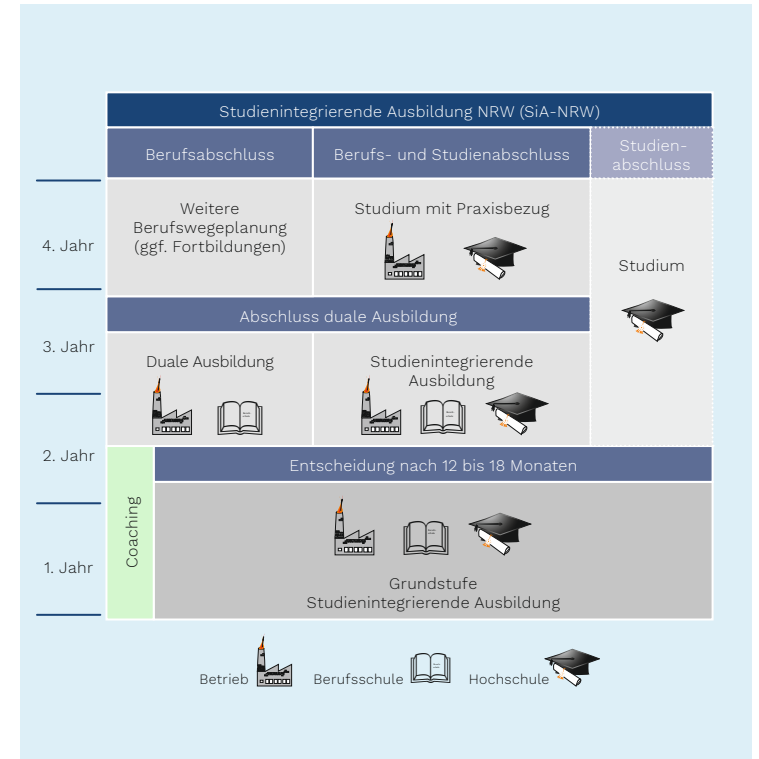 Studienintegrierende Ausbildung NRW (SiA-NRW)
Berufsabschluss
Berufs- und Studienabschluss
Studien-
abschluss
4. Jahr
Weitere
Berufswegeplanung
(ggf. Fortbildungen)
Studium mit Praxisbezug
Studium
Abschluss duale Ausbildung
3. Jahr
Duale Ausbildung
Studienintegrierende
Ausbildung
2. Jahr
Coaching
Entscheidung nach 12 bis 18 Monaten
1. Jahr
Grundstufe
Studienintegrierende Ausbildung
Betrieb
Berufsschule
Hochschule